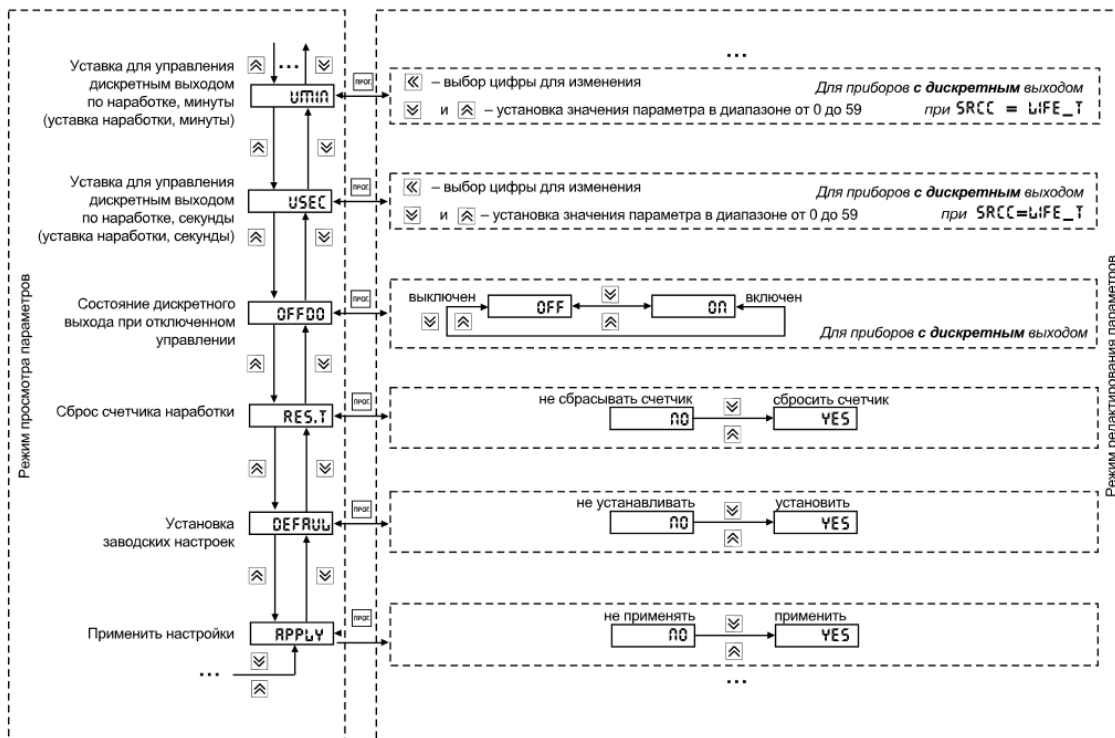 ...
Уставка для управления
дискретным выходом
по наработке, минуты
(уставка наработки, минуты)
...
VMIN
ПРОГ.
– выбор цифры для изменения
Для приборов с дискретным выходом
и – установка значения параметра в диапазоне от 0 до 59
при SRCC = LIFE_T
Уставка для управления
дискретным выходом
по наработке, секунды
(уставка наработки, секунды)
VSEC
ПРОГ.
– выбор цифры для изменения
Для приборов с дискретным выходом
и – установка значения параметра в диапазоне от 0 до 59
при SRCC=LIFE_T
Режим просмотра параметров
Режим редактирования параметров
Состояние дискретного
выхода при отключенном
управлении
OFFDO
ПРОГ.
выключен
OFF
ON
включен
Для приборов с дискретным выходом
Сброс счетчика наработки
RES.T
ПРОГ.
не сбрасывать счетчик
NO
сбросить счетчик
YES
Установка
заводских настроек
DEFAUL
ПРОГ.
не устанавливать
NO
установить
YES
Применить настройки
APPLY
ПРОГ.
не применять
NO
применить
YES
...
...